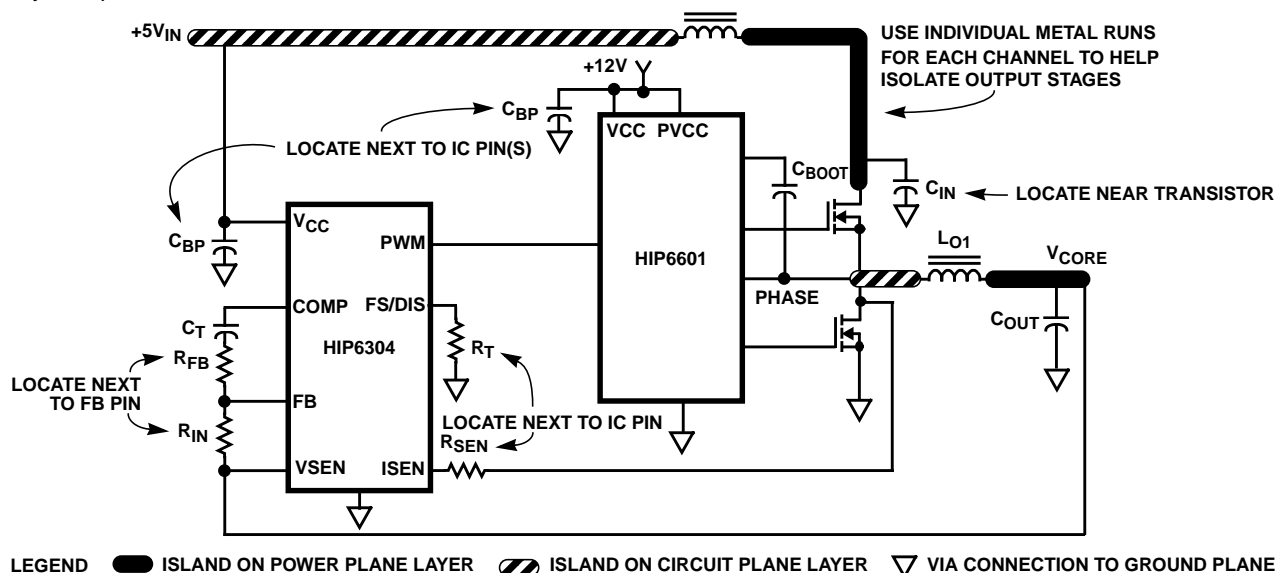 +5VIN
USE INDIVIDUAL METAL RUNS
FOR EACH CHANNEL TO HELP
ISOLATE OUTPUT STAGES
+12V
CBP
VCC PVCC
LOCATE NEXT TO IC PIN(S)
CBOOT
CIN
LOCATE NEAR TRANSISTOR
VCC
CBP
PWM
HIP6601
LO1
VCORE
PHASE
COMP
FS/DIS
CT
RT
COUT
HIP6304
RFB
LOCATE NEXT
TO FB PIN
FB
RIN
LOCATE NEXT TO IC PIN
RSEN
VSEN
ISEN
LEGEND ISLAND ON POWER PLANE LAYER ISLAND ON CIRCUIT PLANE LAYER VIA CONNECTION TO GROUND PLANE